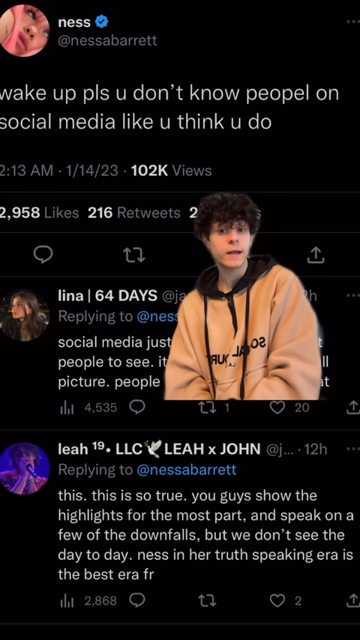 ness
@nessabarrett
wake up pls u don't know peopel on
social media like u think u do
2:13 AM · 1/14/23 · 102K Views
2,958 Likes 216 Retweets 2
lina | 64 DAYS @ja 2h
Replying to @ness
social media just
people to see. it
picture. people
4,535 1 20
leah ¹⁹• LLC🕊LEAH x JOHN @j... · 12h
Replying to @nessabarrett
this. this is so true. you guys show the
highlights for the most part, and speak on a
few of the downfalls, but we don't see the
day to day. ness in her truth speaking era is
the best era fr
2,868 2